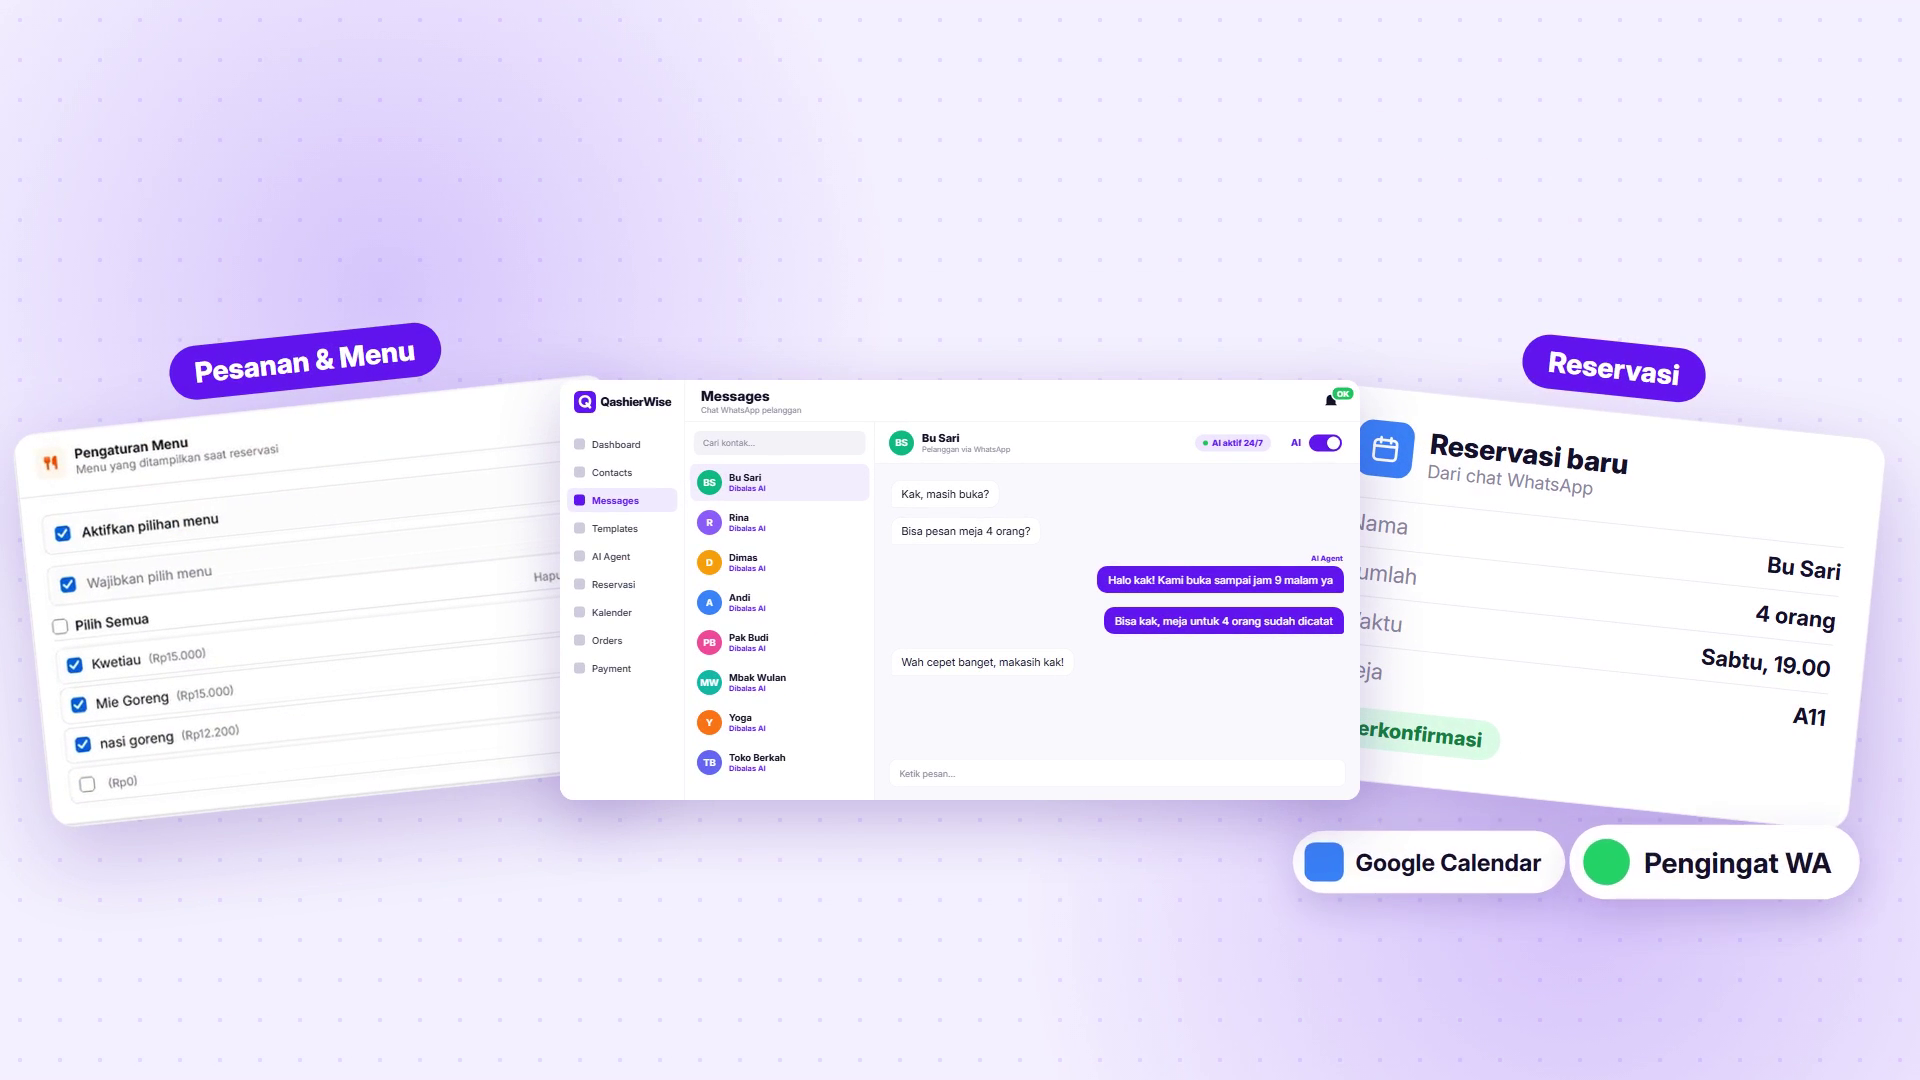 Pesanan & Menu
Pengaturan Menu
Menu yang ditampilkan saat reservasi
Aktifkan pilihan menu
Wajibkan pilih menu
Pilih Semua
Kwetiau (Rp15.000)
Mie Goreng (Rp15.000)
nasi goreng (Rp12.200)
(Rp0)
QashierWise
Dashboard
Contacts
Messages
Templates
AI Agent
Reservasi
Kalender
Orders
Payment
Messages
Chat WhatsApp pelanggan
OK
Cari kontak...
BS Bu Sari
Dibalas AI
R Rina
Dibalas AI
D Dimas
Dibalas AI
A Andi
Dibalas AI
PB Pak Budi
Dibalas AI
MW Mbak Wulan
Dibalas AI
Y Yoga
Dibalas AI
TB Toko Berkah
Dibalas AI
BS Bu Sari
Pelanggan via WhatsApp
AI aktif 24/7 AI
Kak, masih buka?
Bisa pesan meja 4 orang?
AI Agent
Halo kak! Kami buka sampai jam 9 malam ya
Bisa kak, meja untuk 4 orang sudah dicatat
Wah cepet banget, makasih kak!
Ketik pesan...
Reservasi
Reservasi baru
Dari chat WhatsApp
Bu Sari
4 orang
Sabtu, 19.00
A11
Google Calendar
Pengingat WA